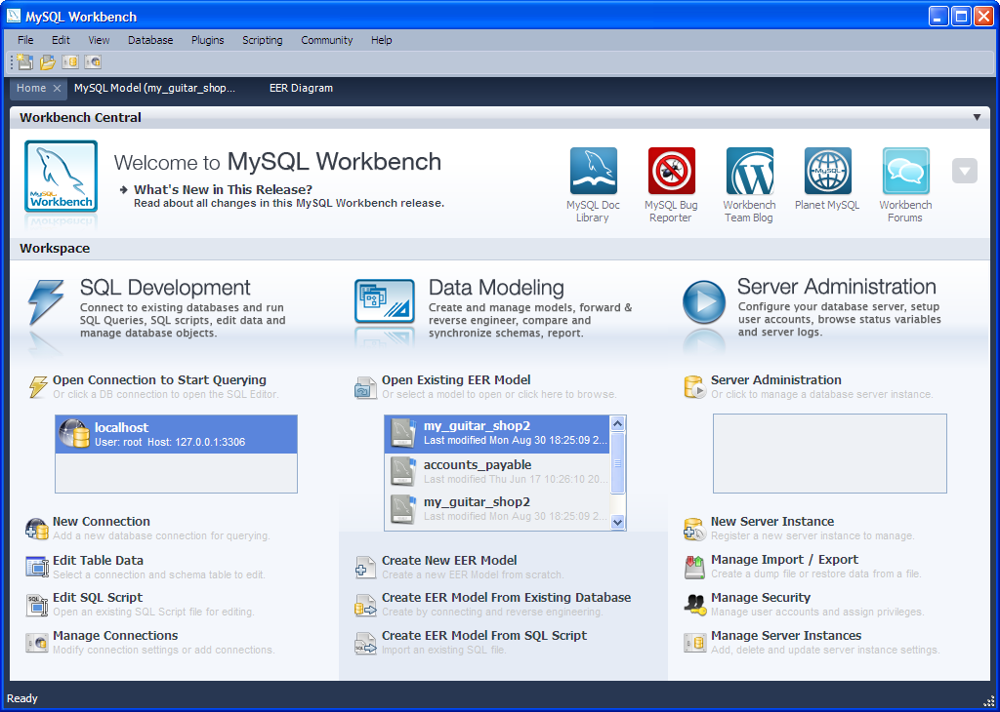 MySQL Workbench
File Edit View Database Plugins Scripting Community Help
Home MySQL Model (my_guitar_shop... EER Diagram
Workbench Central
MySQL
Workbench
Welcome to MySQL Workbench
What's New in This Release?
Read about all changes in this MySQL Workbench release.
MySQL Doc
Library
MySQL Bug
Reporter
Workbench
Team Blog
MySQL
Planet MySQL
Workbench
Forums
Workspace
SQL Development
Connect to existing databases and run
SQL Queries, SQL scripts, edit data and
manage database objects.
Open Connection to Start Querying
Or click a DB connection to open the SQL Editor.
localhost
User: root Host: 127.0.0.1:3306
New Connection
Add a new database connection for querying.
Edit Table Data
Select a connection and schema table to edit.
SQL
Edit SQL Script
Open an existing SQL Script file for editing.
Manage Connections
Modify connection settings or add connections.
Data Modeling
Create and manage models, forward &
reverse engineer, compare and
synchronize schemas, report.
Open Existing EER Model
Or select a model to open or click here to browse.
my_guitar_shop2
Last modified Mon Aug 30 18:25:09 2...
accounts_payable
Last modified Thu Jun 17 10:26:10 20...
my_guitar_shop2
Last modified Mon Aug 30 18:25:09 2...
Create New EER Model
Create a new EER Model from scratch.
Create EER Model From Existing Database
Create by connecting and reverse engineering.
SQL
Create EER Model From SQL Script
Import an existing SQL file.
Server Administration
Configure your database server, setup
user accounts, browse status variables
and server logs.
Server Administration
Or click to manage a database server instance.
New Server Instance
Register a new server instance to manage.
Manage Import / Export
Create a dump file or restore data from a file.
Manage Security
Manage user accounts and assign privileges.
Manage Server Instances
Add, delete and update server instance settings.
Ready